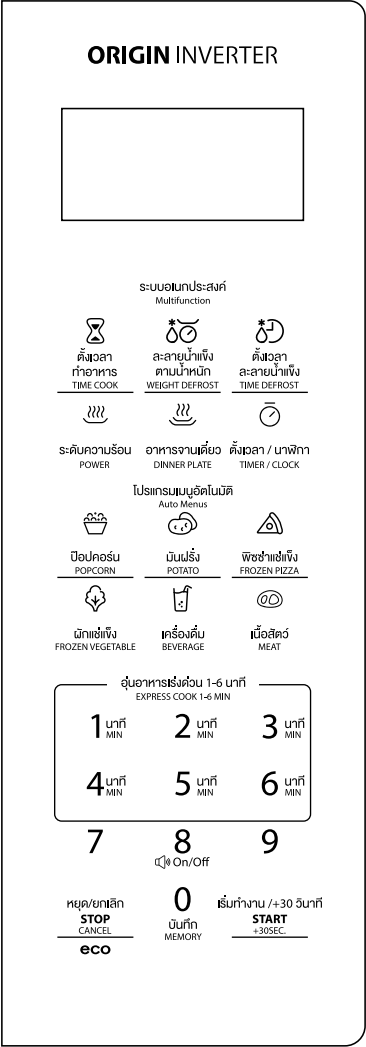 ORIGIN INVERTER
ระบบอเนกประสงค์
Multifunction
ตั้งเวลา
ทำอาหาร
TIME COOK
ละลายน้ำแข็ง
ตามน้ำหนัก
WEIGHT DEFROST
ตั้งเวลา
ละลายน้ำแข็ง
TIME DEFROST
ระดับความร้อน
POWER
อาหารจานเดี่ยว
DINNER PLATE
ตั้งเวลา / นาฬิกา
TIMER / CLOCK
โปรแกรมเมนูอัตโนมัติ
Auto Menus
ป๊อปคอร์น
POPCORN
มันฝรั่ง
POTATO
พิซซ่าแช่แข็ง
FROZEN PIZZA
ผักแช่แข็ง
FROZEN VEGETABLE
เครื่องดื่ม
BEVERAGE
เนื้อสัตว์
MEAT
อุ่นอาหารเร่งด่วน 1-6 นาที
EXPRESS COOK 1-6 MIN
1 นาที MIN
2 นาที MIN
3 นาที MIN
4 นาที MIN
5 นาที MIN
6 นาที MIN
7
8
On/Off
9
หยุด/ยกเลิก
STOP
CANCEL
eco
0
บันทึก
MEMORY
เริ่มทำงาน /+30 วินาที
START
+30SEC.